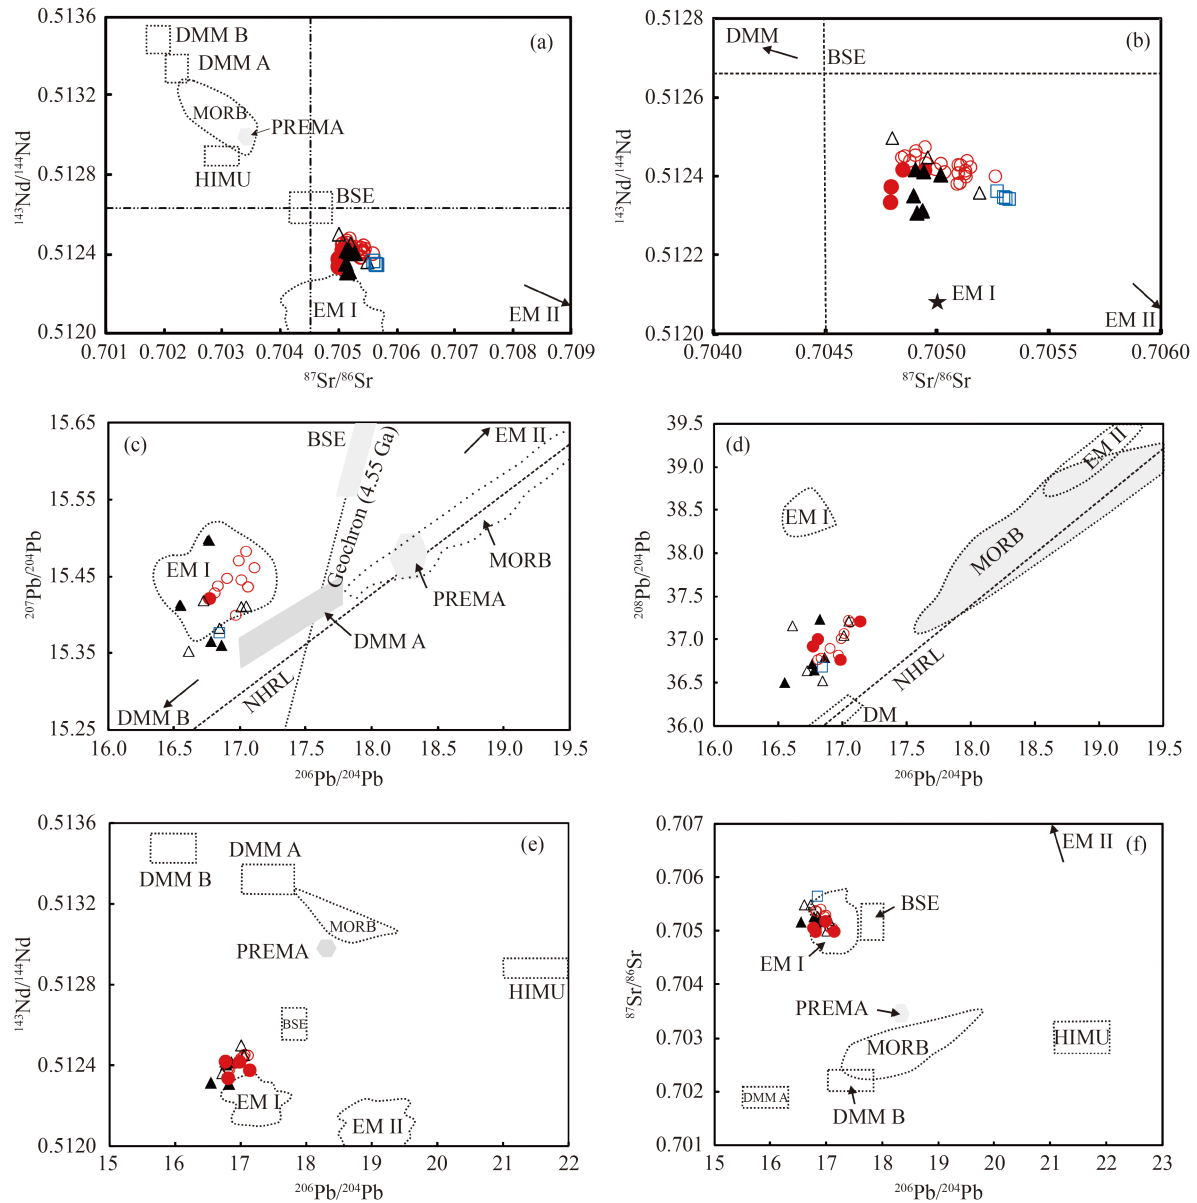 0.5136
0.5132
0.5128
0.5124
0.5120
143Nd/144Nd
DMM B
(a)
DMM A
MORB
PREMA
HIMU
BSE
EM I
EM II
0.701 0.702 0.703 0.704 0.705 0.706 0.707 0.708 0.709
87Sr/86Sr
0.5128
0.5126
0.5124
0.5122
0.5120
143Nd/144Nd
DMM
(b)
BSE
EM I
EM II
0.7040 0.7045 0.7050 0.7055 0.7060
87Sr/86Sr
15.65
15.55
15.45
15.35
15.25
207Pb/204Pb
(c)
BSE
EM II
Geochron (4.55 Ga)
EM I
MORB
PREMA
DMM A
NHRL
DMM B
16.0 16.5 17.0 17.5 18.0 18.5 19.0 19.5
206Pb/204Pb
39.5
39.0
38.5
38.0
37.5
37.0
36.5
36.0
208Pb/204Pb
(d)
EM II
EM I
MORB
NHRL
DM
16.0 16.5 17.0 17.5 18.0 18.5 19.0 19.5
206Pb/204Pb
0.5136
0.5132
0.5128
0.5124
0.5120
143Nd/144Nd
(e)
DMM A
DMM B
MORB
PREMA
HIMU
BSE
EM I
EM II
15 16 17 18 19 20 21 22
206Pb/204Pb
0.707
0.706
0.705
0.704
0.703
0.702
0.701
87Sr/86Sr
EM II (f)
BSE
EM I
PREMA
MORB
HIMU
DMM A
DMM B
15 16 17 18 19 20 21 22 23
206Pb/204Pb